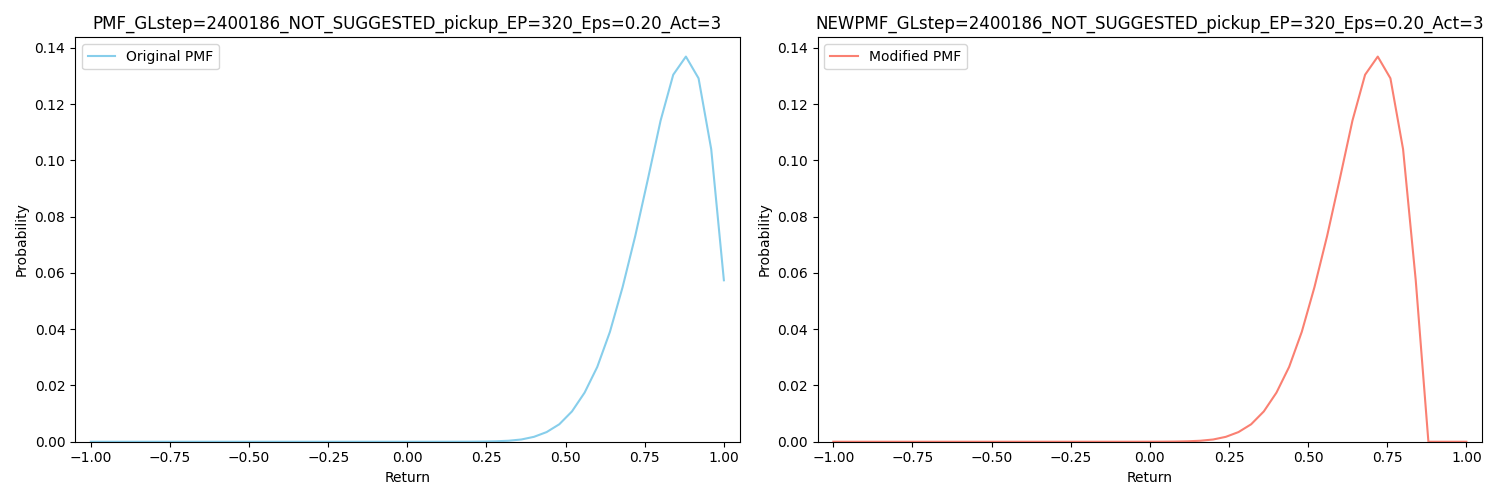 PMF_GLstep=2400186_NOT_SUGGESTED_pickup_EP=320_Eps=0.20_Act=3
Original PMF
Probability
0.14
0.12
0.10
0.08
0.06
0.04
0.02
0.00
−1.00 −0.75 −0.50 −0.25 0.00 0.25 0.50 0.75 1.00
Return
NEWPMF_GLstep=2400186_NOT_SUGGESTED_pickup_EP=320_Eps=0.20_Act=3
Modified PMF
Probability
0.14
0.12
0.10
0.08
0.06
0.04
0.02
0.00
−1.00 −0.75 −0.50 −0.25 0.00 0.25 0.50 0.75 1.00
Return